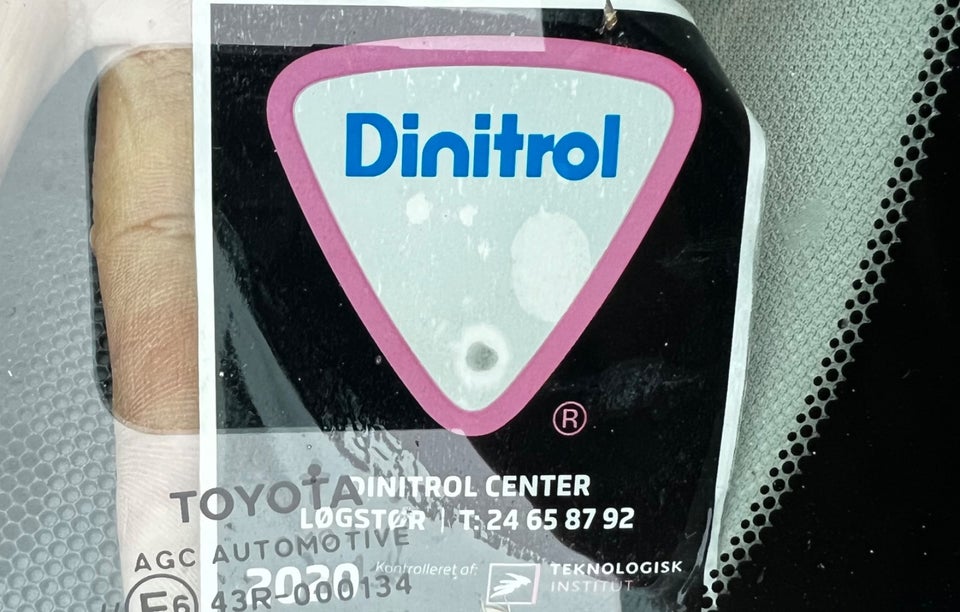 Dinitrol
®
DINITROL CENTER
LØGSTØR | T: 24 65 87 92
2020 Kontrolleret af: TEKNOLOGISK
INSTITUT
TOYOTA
AGC AUTOMOTIVE
E6 43R-000134